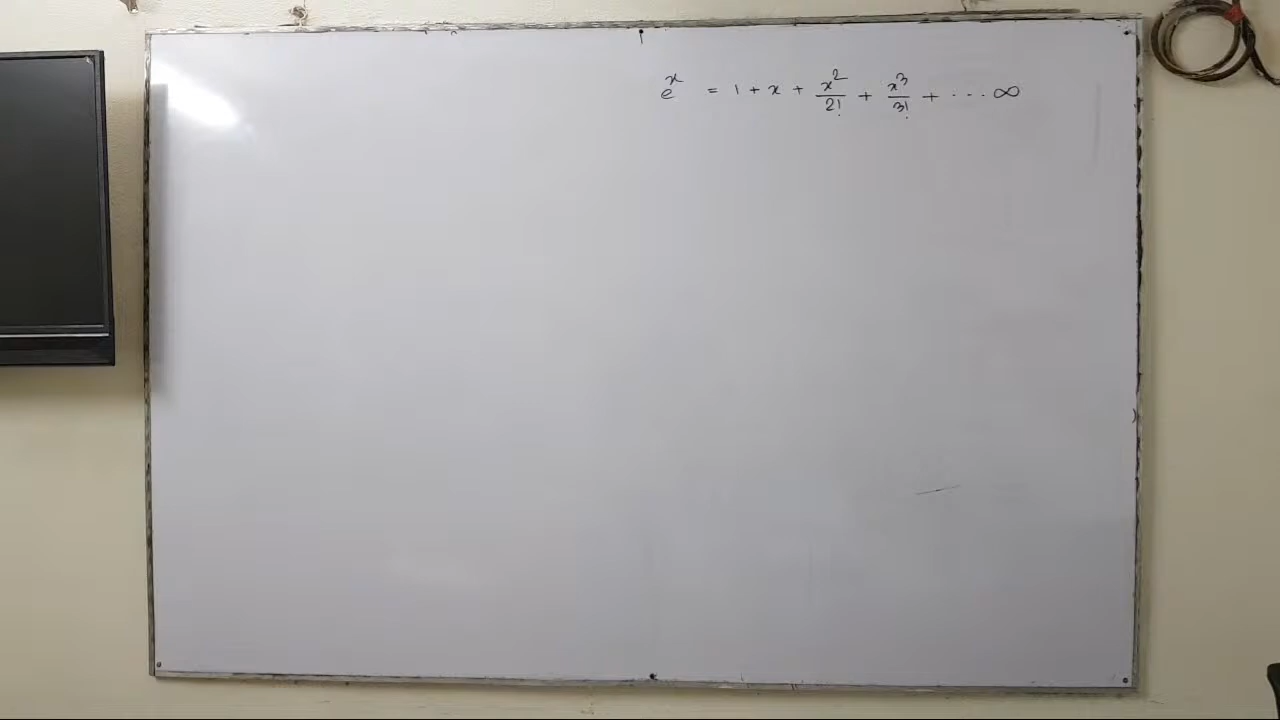 e^x = 1 + x + x^2/2! + x^3/3! + ... ∞